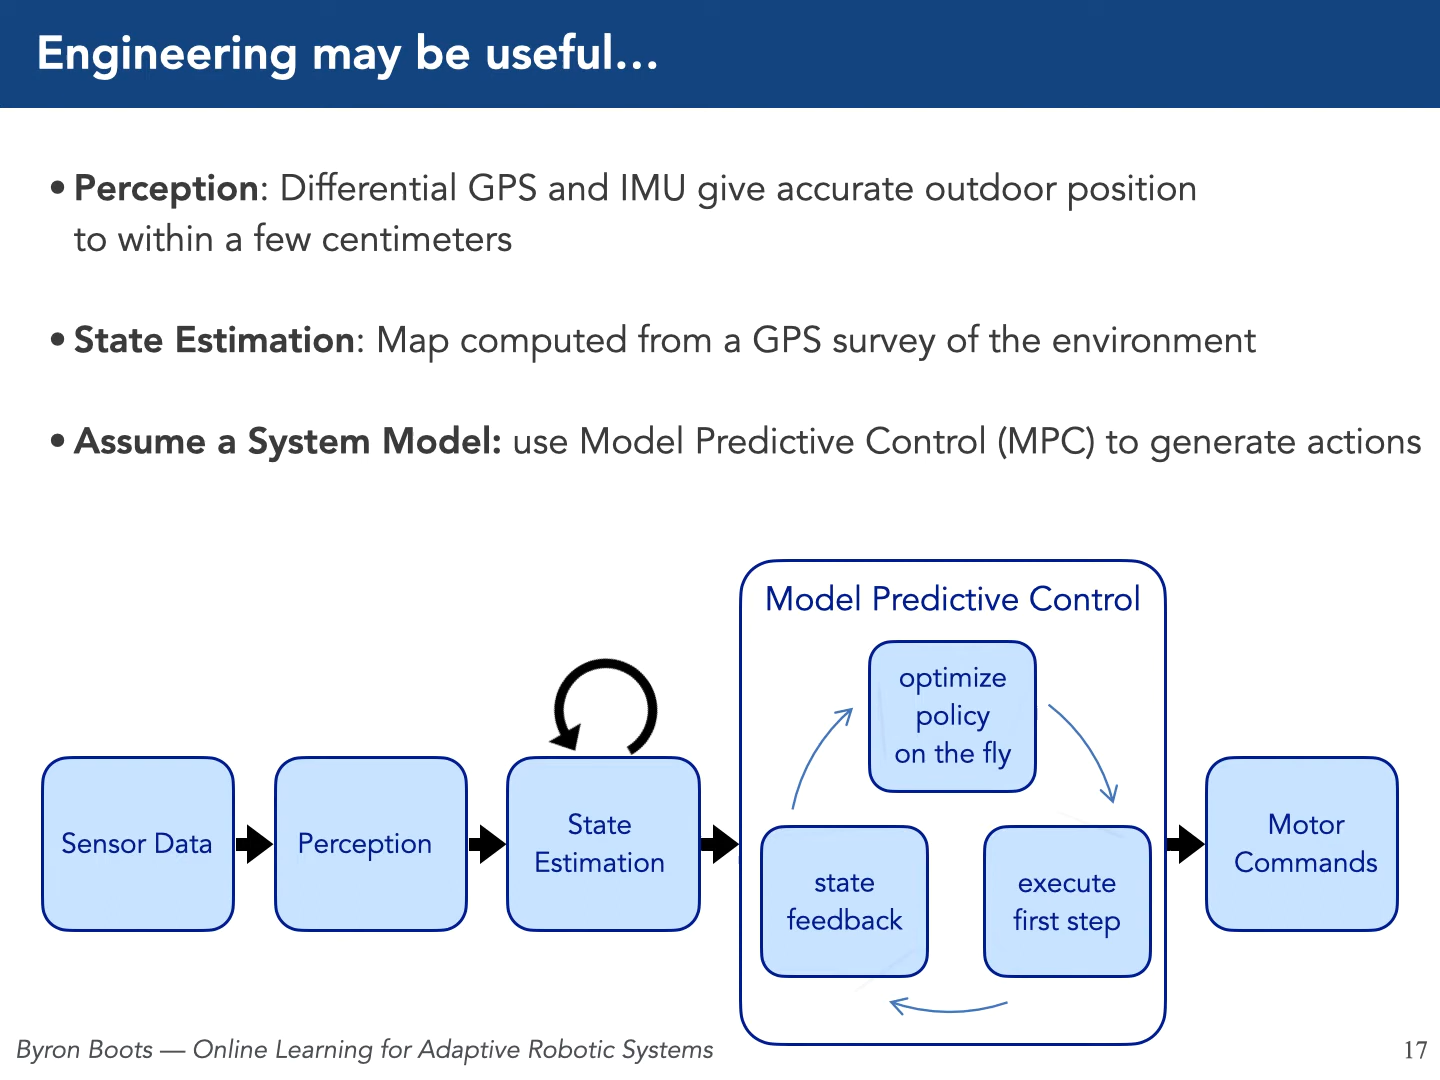 Engineering may be useful...
• Perception: Differential GPS and IMU give accurate outdoor position
to within a few centimeters
• State Estimation: Map computed from a GPS survey of the environment
• Assume a System Model: use Model Predictive Control (MPC) to generate actions
Model Predictive Control
optimize
policy
on the fly
Sensor Data
Perception
State
Estimation
state
feedback
execute
first step
Motor
Commands
Byron Boots — Online Learning for Adaptive Robotic Systems
17